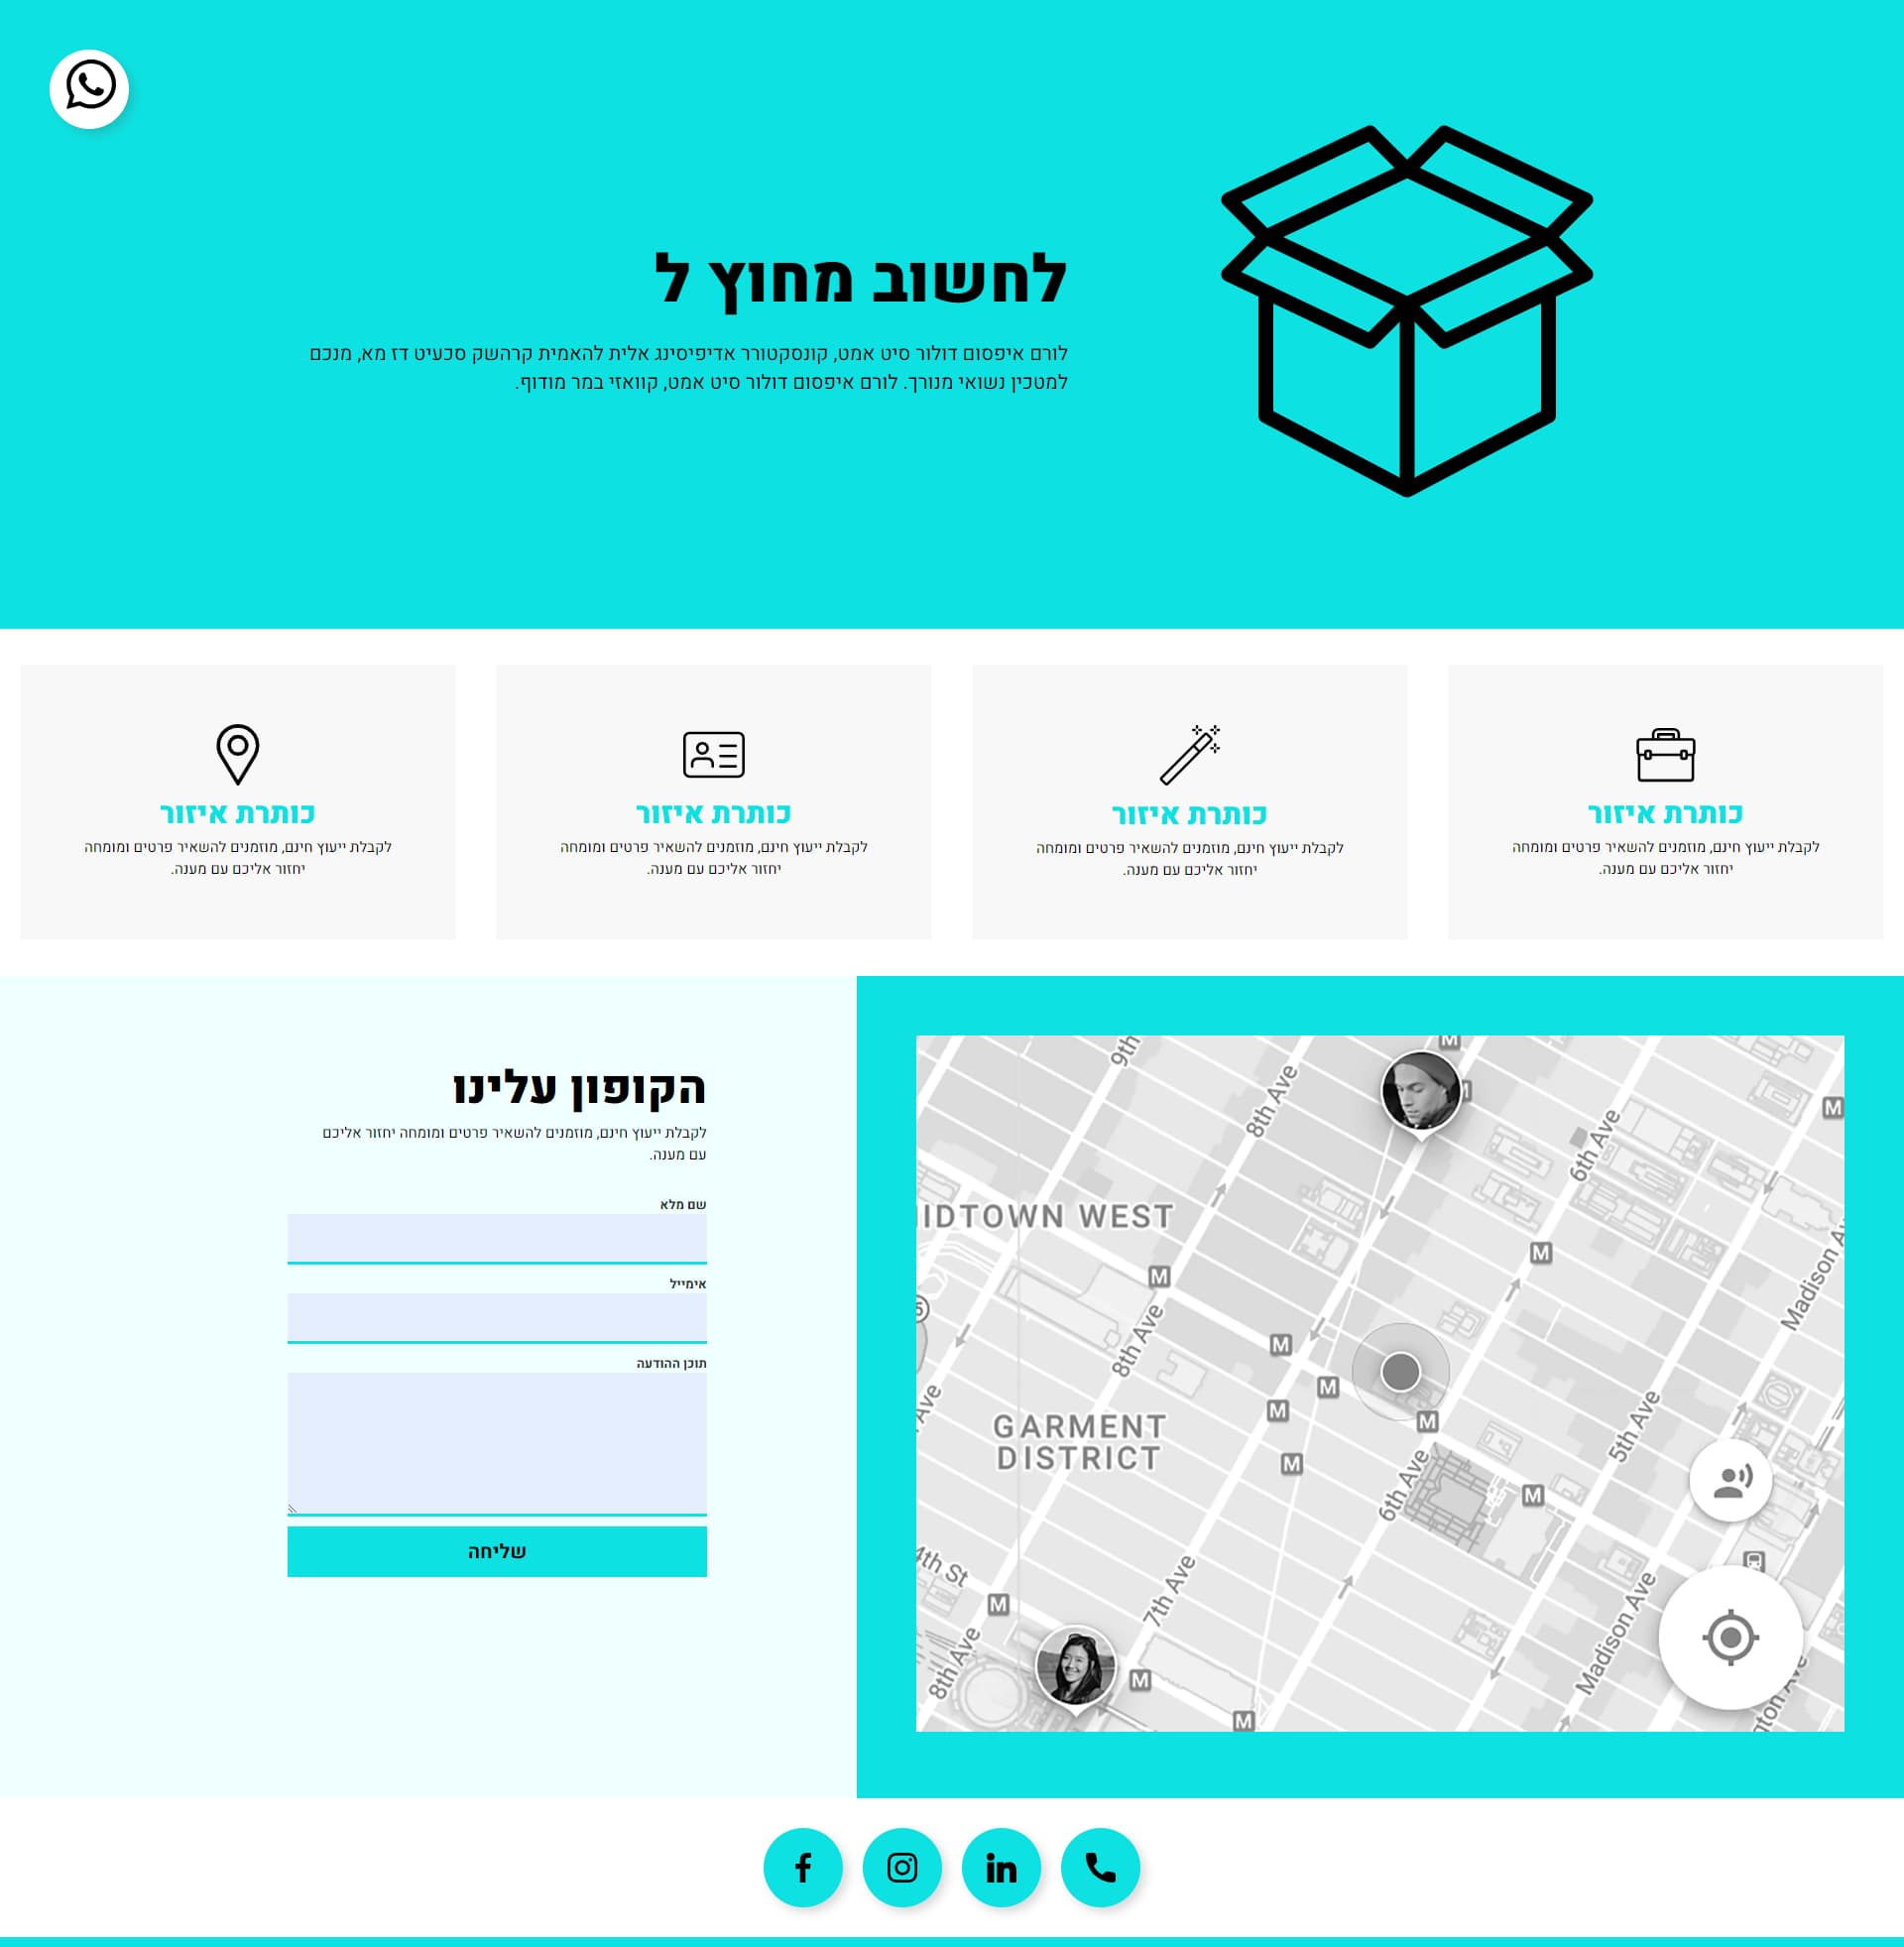 לחשוב מחוץ ל
לורם איפסום דולור סיט אמט, קונסקטורר אדיפיסינג אלית להאמית קרהשק סכעיט דז מא, מנכם
למטכין נשואי מנורך. לורם איפסום דולור סיט אמט, קוואזי במר מודוף.
כותרת איזור
לקבלת ייעוץ חינם, מוזמנים להשאיר פרטים ומומחה
יחזור אליכם עם מענה.
כותרת איזור
לקבלת ייעוץ חינם, מוזמנים להשאיר פרטים ומומחה
יחזור אליכם עם מענה.
כותרת איזור
לקבלת ייעוץ חינם, מוזמנים להשאיר פרטים ומומחה
יחזור אליכם עם מענה.
כותרת איזור
לקבלת ייעוץ חינם, מוזמנים להשאיר פרטים ומומחה
יחזור אליכם עם מענה.
9th
8th Ave
6th Ave
M
M
IDTOWN WEST
M
M
Madison Av
8th Ave
5
M
M
M
M
Ave
GARMENT
DISTRICT
5th Ave
M
6th Ave
M
4th St
7th Ave
M
Madison Ave
8th Ave
M
M
gton Ave
הקופון עלינו
לקבלת ייעוץ חינם, מוזמנים להשאיר פרטים ומומחה יחזור אליכם
עם מענה.
שם מלא
אימייל
תוכן ההודעה
שליחה
f
in